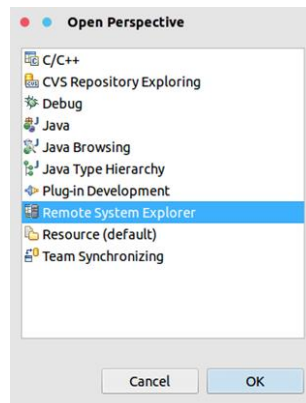 Open Perspective
C/C++
CVS Repository Exploring
Debug
Java
Java Browsing
Java Type Hierarchy
Plug-in Development
Remote System Explorer
Resource (default)
Team Synchronizing
Cancel OK